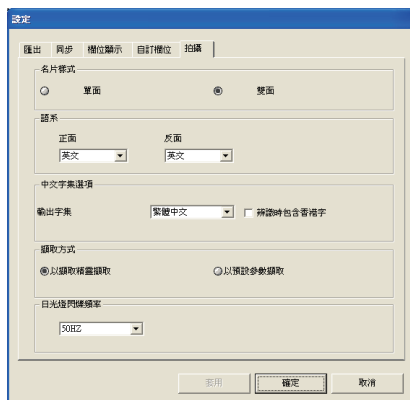 設定
匯出 同步 欄位顯示 自訂欄位 拍攝
名片樣式
單面 雙面
語系
正面 反面
英文 英文
中文字集選項
輸出字集 繁體中文 辨識時包含香港字
擷取方式
以擷取精靈擷取 以預設參數擷取
日光燈閃爍頻率
50HZ
套用 確定 取消